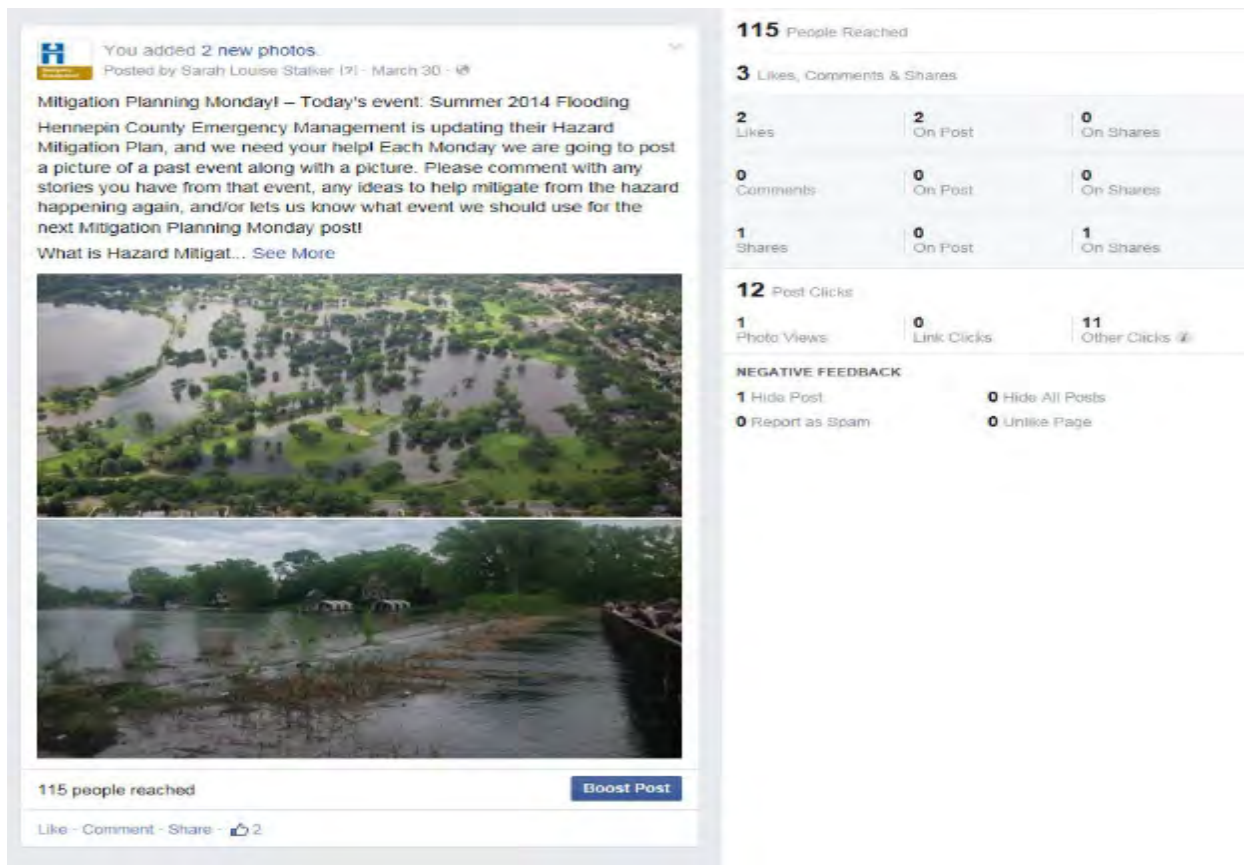 You added 2 new photos.
Posted by Sarah Louise Stalker [?] · March 30 ·
Mitigation Planning Monday! – Today's event: Summer 2014 Flooding
Hennepin County Emergency Management is updating their Hazard
Mitigation Plan, and we need your help! Each Monday we are going to post
a picture of a past event along with a picture. Please comment with any
stories you have from that event, any ideas to help mitigate from the hazard
happening again, and/or lets us know what event we should use for the
next Mitigation Planning Monday post!
What is Hazard Mitigat... See More
115 people reached
Boost Post
Like · Comment · Share · 2
115 People Reached
3 Likes, Comments & Shares
2 2 0
Likes On Post On Shares
0 0 0
Comments On Post On Shares
1 0 1
Shares On Post On Shares
12 Post Clicks
1 0 11
Photo Views Link Clicks Other Clicks
NEGATIVE FEEDBACK
1 Hide Post 0 Hide All Posts
0 Report as Spam 0 Unlike Page